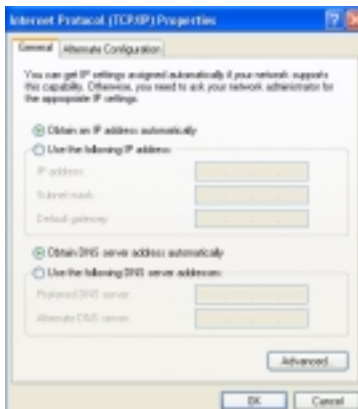 Internet Protocol (TCP/IP) Properties
General
Alternate Configuration
You can get IP settings assigned automatically if your network supports
this capability. Otherwise, you need to ask your network administrator for
the appropriate IP settings.
Obtain an IP address automatically
Use the following IP address:
IP address:
Subnet mask:
Default gateway:
Obtain DNS server address automatically
Use the following DNS server addresses:
Preferred DNS server:
Alternate DNS server:
Advanced...
OK
Cancel